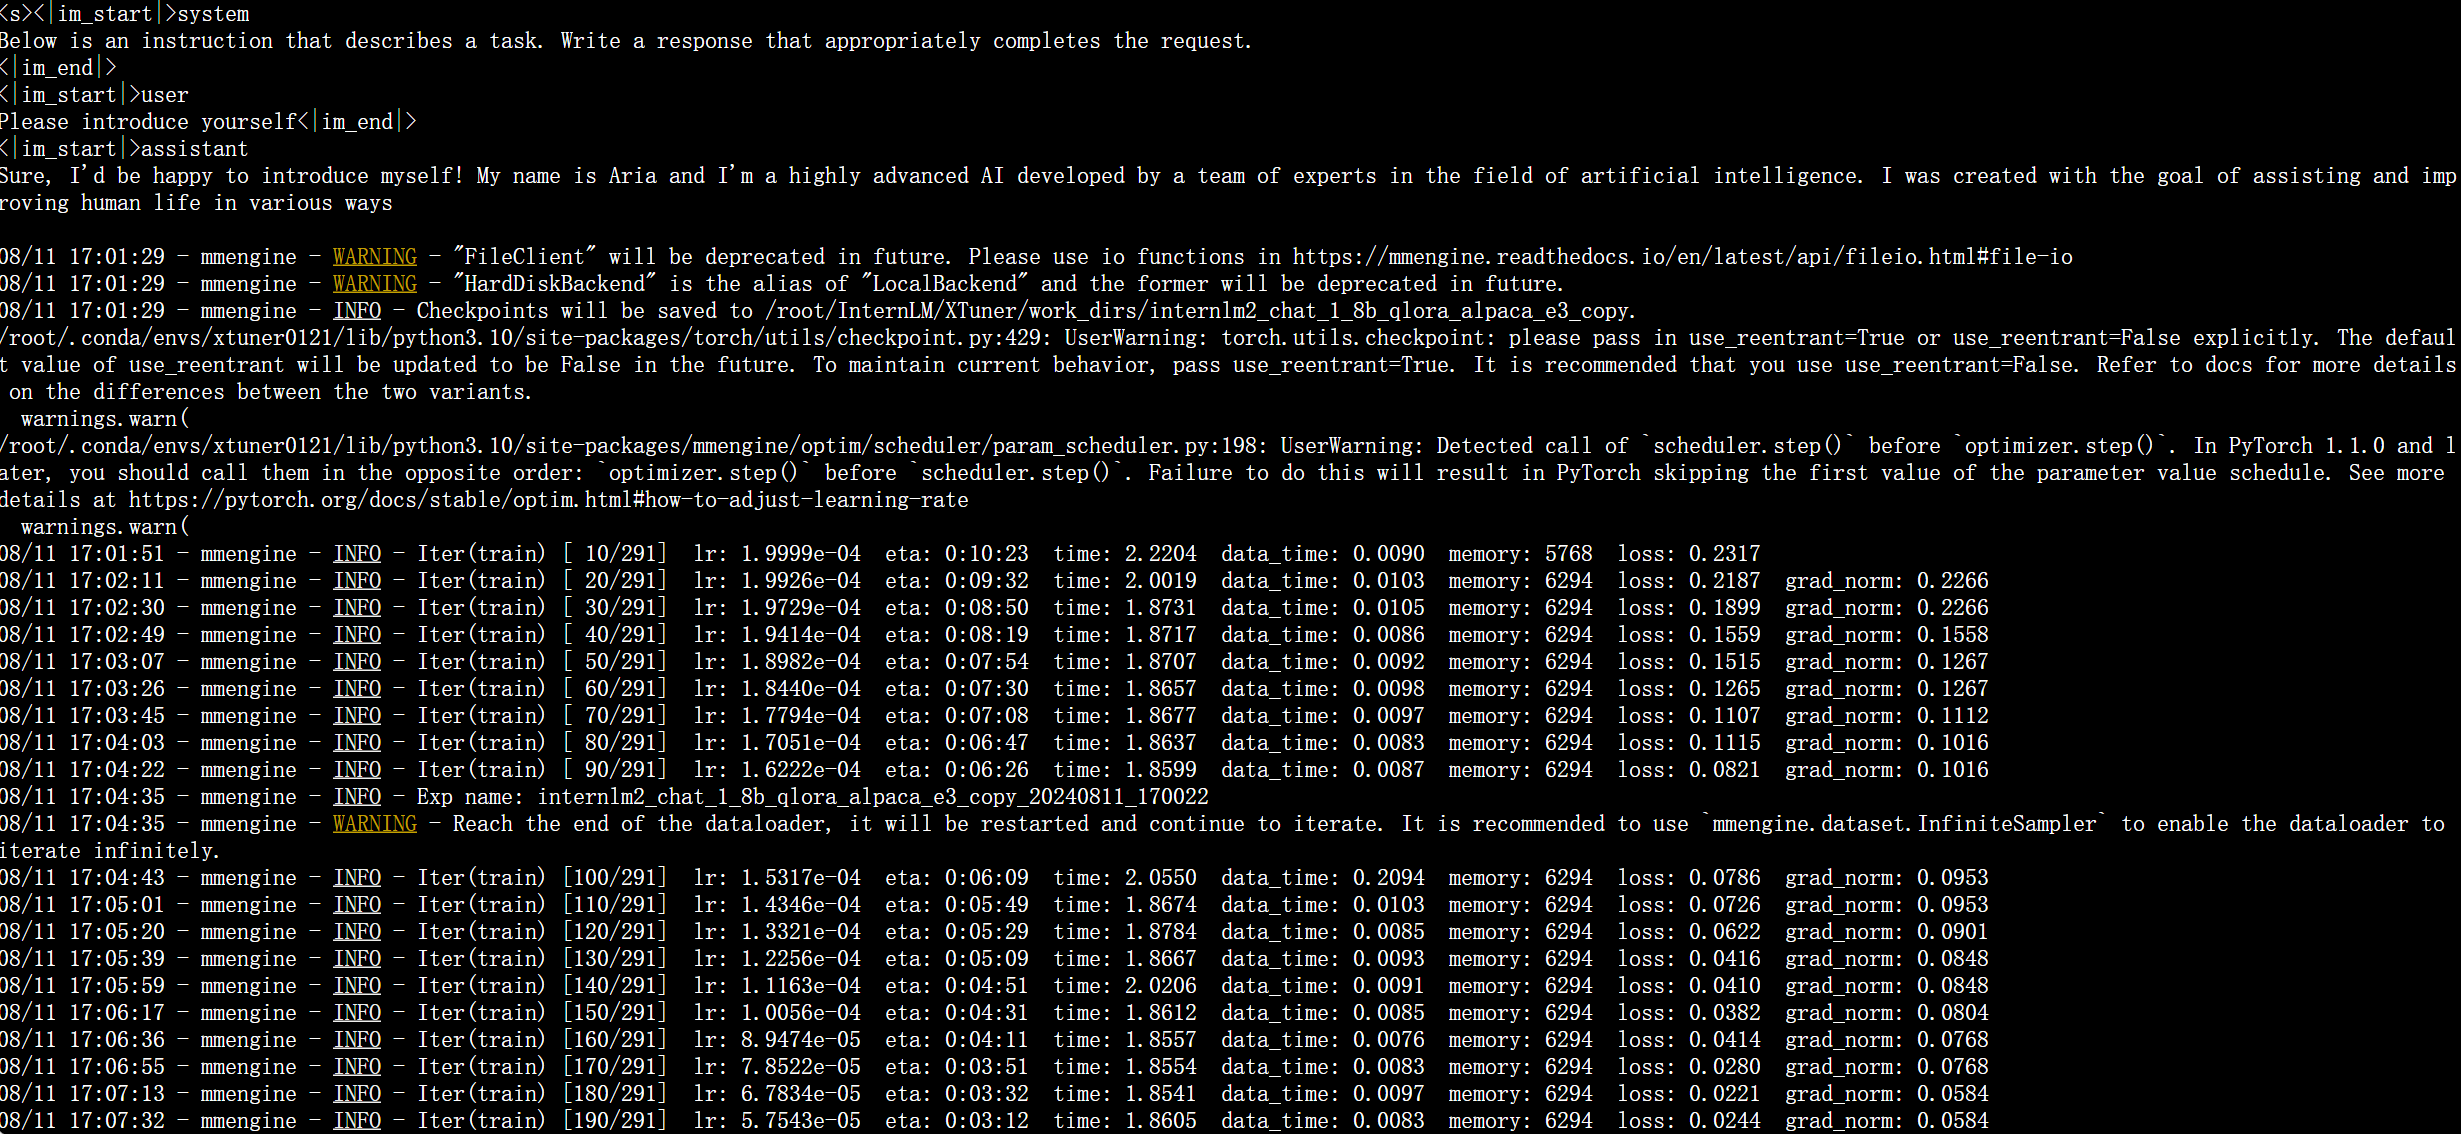 <s><|im_start|>system
Below is an instruction that describes a task. Write a response that appropriately completes the request.
<|im_end|>
<|im_start|>user
Please introduce yourself<|im_end|>
<|im_start|>assistant
Sure, I'd be happy to introduce myself! My name is Aria and I'm a highly advanced AI developed by a team of experts in the field of artificial intelligence. I was created with the goal of assisting and imp
roving human life in various ways
08/11 17:01:29 - mmengine - WARNING - "FileClient" will be deprecated in future. Please use io functions in https://mmengine.readthedocs.io/en/latest/api/fileio.html#file-io
08/11 17:01:29 - mmengine - WARNING - "HardDiskBackend" is the alias of "LocalBackend" and the former will be deprecated in future.
08/11 17:01:29 - mmengine - INFO - Checkpoints will be saved to /root/InternLM/XTuner/work_dirs/internlm2_chat_1_8b_qlora_alpaca_e3_copy.
/root/.conda/envs/xtuner0121/lib/python3.10/site-packages/torch/utils/checkpoint.py:429: UserWarning: torch.utils.checkpoint: please pass in use_reentrant=True or use_reentrant=False explicitly. The defaul
t value of use_reentrant will be updated to be False in the future. To maintain current behavior, pass use_reentrant=True. It is recommended that you use use_reentrant=False. Refer to docs for more details
 on the differences between the two variants.
  warnings.warn(
/root/.conda/envs/xtuner0121/lib/python3.10/site-packages/mmengine/optim/scheduler/param_scheduler.py:198: UserWarning: Detected call of `scheduler.step()` before `optimizer.step()`. In PyTorch 1.1.0 and l
ater, you should call them in the opposite order: `optimizer.step()` before `scheduler.step()`. Failure to do this will result in PyTorch skipping the first value of the parameter value schedule. See more
details at https://pytorch.org/docs/stable/optim.html#how-to-adjust-learning-rate
  warnings.warn(
08/11 17:01:51 - mmengine - INFO - Iter(train) [ 10/291]  lr: 1.9999e-04  eta: 0:10:23  time: 2.2204  data_time: 0.0090  memory: 5768  loss: 0.2317
08/11 17:02:11 - mmengine - INFO - Iter(train) [ 20/291]  lr: 1.9926e-04  eta: 0:09:32  time: 2.0019  data_time: 0.0103  memory: 6294  loss: 0.2187  grad_norm: 0.2266
08/11 17:02:30 - mmengine - INFO - Iter(train) [ 30/291]  lr: 1.9729e-04  eta: 0:08:50  time: 1.8731  data_time: 0.0105  memory: 6294  loss: 0.1899  grad_norm: 0.2266
08/11 17:02:49 - mmengine - INFO - Iter(train) [ 40/291]  lr: 1.9414e-04  eta: 0:08:19  time: 1.8717  data_time: 0.0086  memory: 6294  loss: 0.1559  grad_norm: 0.1558
08/11 17:03:07 - mmengine - INFO - Iter(train) [ 50/291]  lr: 1.8982e-04  eta: 0:07:54  time: 1.8707  data_time: 0.0092  memory: 6294  loss: 0.1515  grad_norm: 0.1267
08/11 17:03:26 - mmengine - INFO - Iter(train) [ 60/291]  lr: 1.8440e-04  eta: 0:07:30  time: 1.8657  data_time: 0.0098  memory: 6294  loss: 0.1265  grad_norm: 0.1267
08/11 17:03:45 - mmengine - INFO - Iter(train) [ 70/291]  lr: 1.7794e-04  eta: 0:07:08  time: 1.8677  data_time: 0.0097  memory: 6294  loss: 0.1107  grad_norm: 0.1112
08/11 17:04:03 - mmengine - INFO - Iter(train) [ 80/291]  lr: 1.7051e-04  eta: 0:06:47  time: 1.8637  data_time: 0.0083  memory: 6294  loss: 0.1115  grad_norm: 0.1016
08/11 17:04:22 - mmengine - INFO - Iter(train) [ 90/291]  lr: 1.6222e-04  eta: 0:06:26  time: 1.8599  data_time: 0.0087  memory: 6294  loss: 0.0821  grad_norm: 0.1016
08/11 17:04:35 - mmengine - INFO - Exp name: internlm2_chat_1_8b_qlora_alpaca_e3_copy_20240811_170022
08/11 17:04:35 - mmengine - WARNING - Reach the end of the dataloader, it will be restarted and continue to iterate. It is recommended to use `mmengine.dataset.InfiniteSampler` to enable the dataloader to
iterate infinitely.
08/11 17:04:43 - mmengine - INFO - Iter(train) [100/291]  lr: 1.5317e-04  eta: 0:06:09  time: 2.0550  data_time: 0.2094  memory: 6294  loss: 0.0786  grad_norm: 0.0953
08/11 17:05:01 - mmengine - INFO - Iter(train) [110/291]  lr: 1.4346e-04  eta: 0:05:49  time: 1.8674  data_time: 0.0103  memory: 6294  loss: 0.0726  grad_norm: 0.0953
08/11 17:05:20 - mmengine - INFO - Iter(train) [120/291]  lr: 1.3321e-04  eta: 0:05:29  time: 1.8784  data_time: 0.0085  memory: 6294  loss: 0.0622  grad_norm: 0.0901
08/11 17:05:39 - mmengine - INFO - Iter(train) [130/291]  lr: 1.2256e-04  eta: 0:05:09  time: 1.8667  data_time: 0.0093  memory: 6294  loss: 0.0416  grad_norm: 0.0848
08/11 17:05:59 - mmengine - INFO - Iter(train) [140/291]  lr: 1.1163e-04  eta: 0:04:51  time: 2.0206  data_time: 0.0091  memory: 6294  loss: 0.0410  grad_norm: 0.0848
08/11 17:06:17 - mmengine - INFO - Iter(train) [150/291]  lr: 1.0056e-04  eta: 0:04:31  time: 1.8612  data_time: 0.0085  memory: 6294  loss: 0.0382  grad_norm: 0.0804
08/11 17:06:36 - mmengine - INFO - Iter(train) [160/291]  lr: 8.9474e-05  eta: 0:04:11  time: 1.8557  data_time: 0.0076  memory: 6294  loss: 0.0414  grad_norm: 0.0768
08/11 17:06:55 - mmengine - INFO - Iter(train) [170/291]  lr: 7.8522e-05  eta: 0:03:51  time: 1.8554  data_time: 0.0083  memory: 6294  loss: 0.0280  grad_norm: 0.0768
08/11 17:07:13 - mmengine - INFO - Iter(train) [180/291]  lr: 6.7834e-05  eta: 0:03:32  time: 1.8541  data_time: 0.0097  memory: 6294  loss: 0.0221  grad_norm: 0.0584
08/11 17:07:32 - mmengine - INFO - Iter(train) [190/291]  lr: 5.7543e-05  eta: 0:03:12  time: 1.8605  data_time: 0.0083  memory: 6294  loss: 0.0244  grad_norm: 0.0584